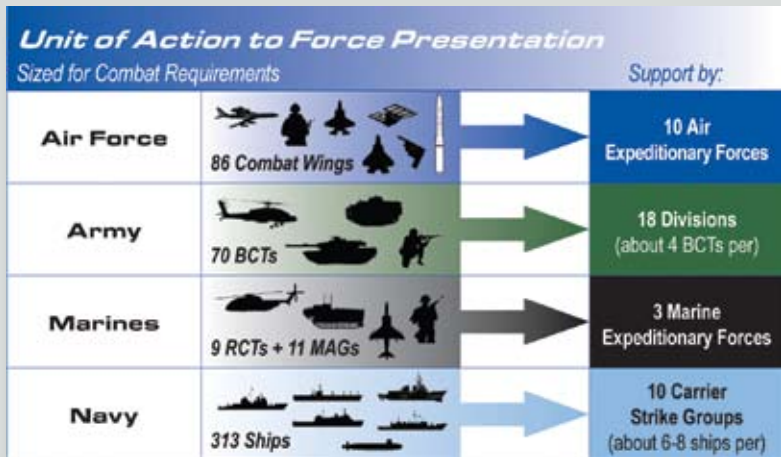 Unit of Action to Force Presentation
Sized for Combat Requirements
Support by:
Air Force
86 Combat Wings
10 Air
Expeditionary Forces
Army
70 BCTs
18 Divisions
(about 4 BCTs per)
Marines
9 RCTs + 11 MAGs
3 Marine
Expeditionary Forces
Navy
313 Ships
10 Carrier
Strike Groups
(about 6-8 ships per)